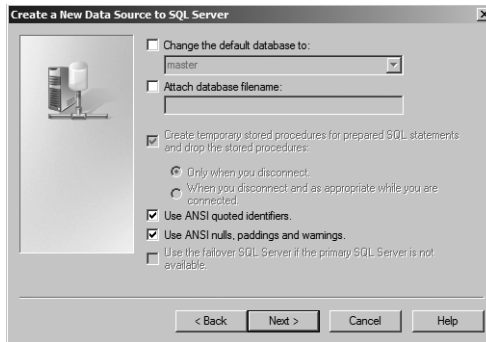 Create a New Data Source to SQL Server
Change the default database to:
master
Attach database filename:
Create temporary stored procedures for prepared SQL statements
and drop the stored procedures:
Only when you disconnect.
When you disconnect and as appropriate while you are
connected.
Use ANSI quoted identifiers.
Use ANSI nulls, paddings and warnings.
Use the failover SQL Server if the primary SQL Server is not
available.
< Back
Next >
Cancel
Help